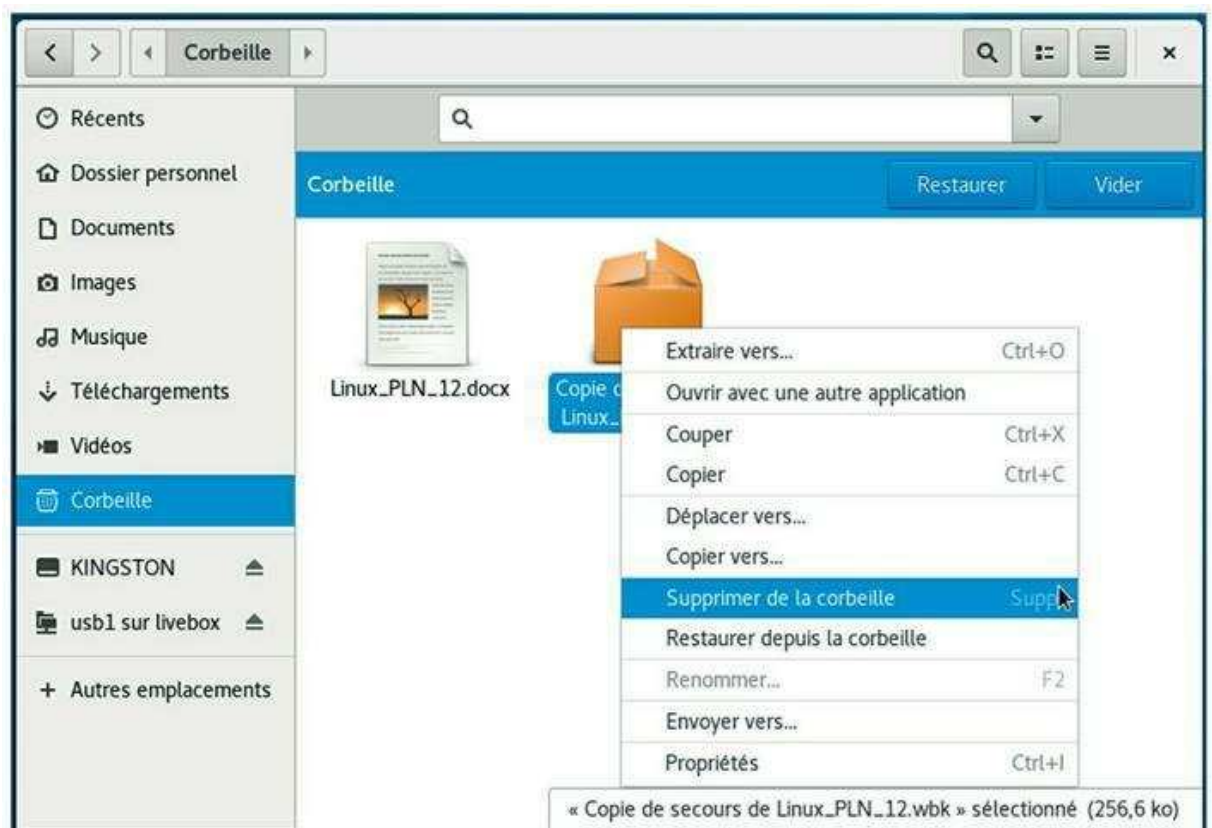 Corbeille
Récents
Dossier personnel
Documents
Images
Musique
Téléchargements
Vidéos
Corbeille
KINGSTON
usb1 sur livebox
+ Autres emplacements
Corbeille
Restaurer
Vider
Linux_PLN_12.docx
Copie
Linux_
Extraire vers... Ctrl+O
Ouvrir avec une autre application
Couper Ctrl+X
Copier Ctrl+C
Déplacer vers...
Copier vers...
Supprimer de la corbeille Supp
Restaurer depuis la corbeille
Renommer... F2
Envoyer vers...
Propriétés Ctrl+I
« Copie de secours de Linux_PLN_12.wbk » sélectionné (256,6 ko)